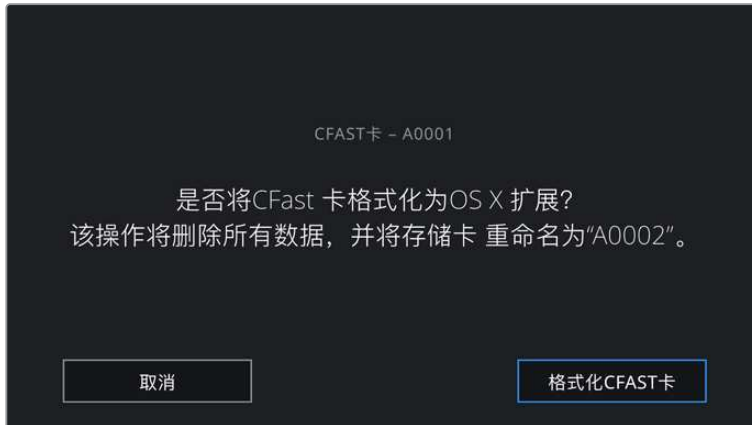 CFAST卡 – A0001
是否将CFast 卡格式化为OS X 扩展？
该操作将删除所有数据，并将存储卡 重命名为“A0002”。
取消
格式化CFAST卡